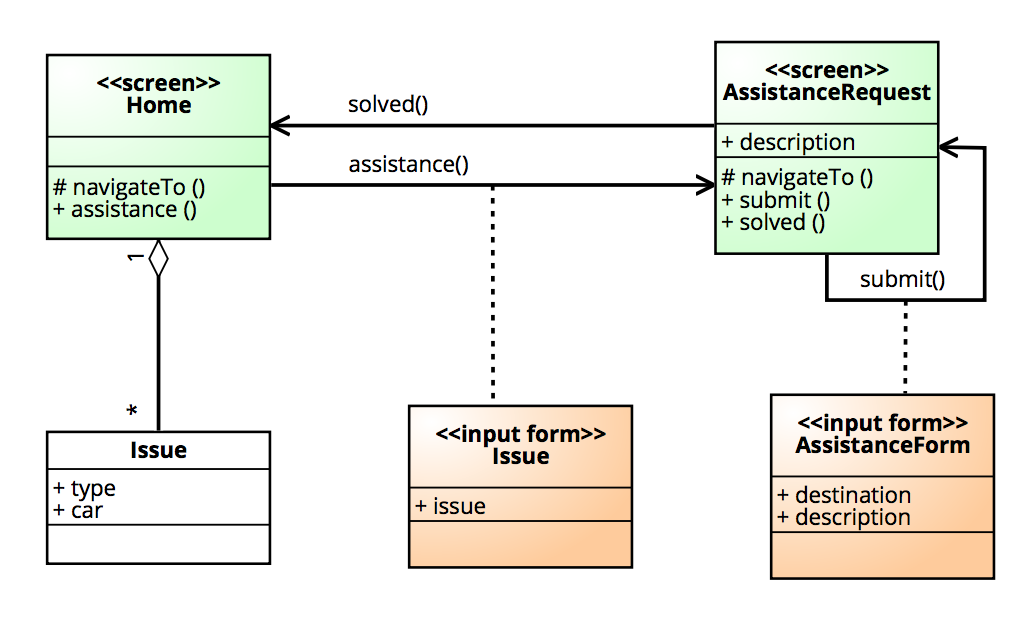 <<screen>>
Home
# navigateTo ()
+ assistance ()
solved()
assistance()
<<screen>>
AssistanceRequest
+ description
# navigateTo ()
+ submit ()
+ solved ()
submit()
1
*
Issue
+ type
+ car
<<input form>>
Issue
+ issue
<<input form>>
AssistanceForm
+ destination
+ description